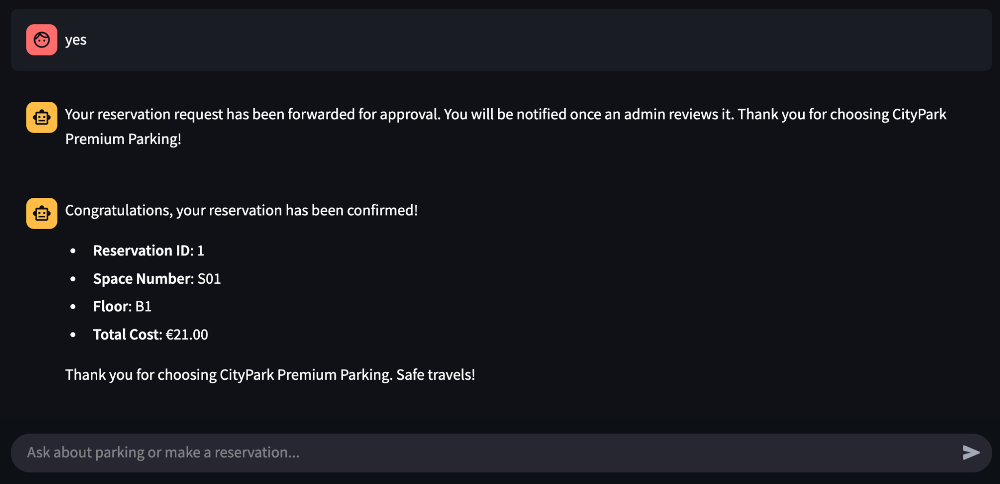 yes
Your reservation request has been forwarded for approval. You will be notified once an admin reviews it. Thank you for choosing CityPark
Premium Parking!
Congratulations, your reservation has been confirmed!
• Reservation ID: 1
• Space Number: S01
• Floor: B1
• Total Cost: €21.00
Thank you for choosing CityPark Premium Parking. Safe travels!
Ask about parking or make a reservation...